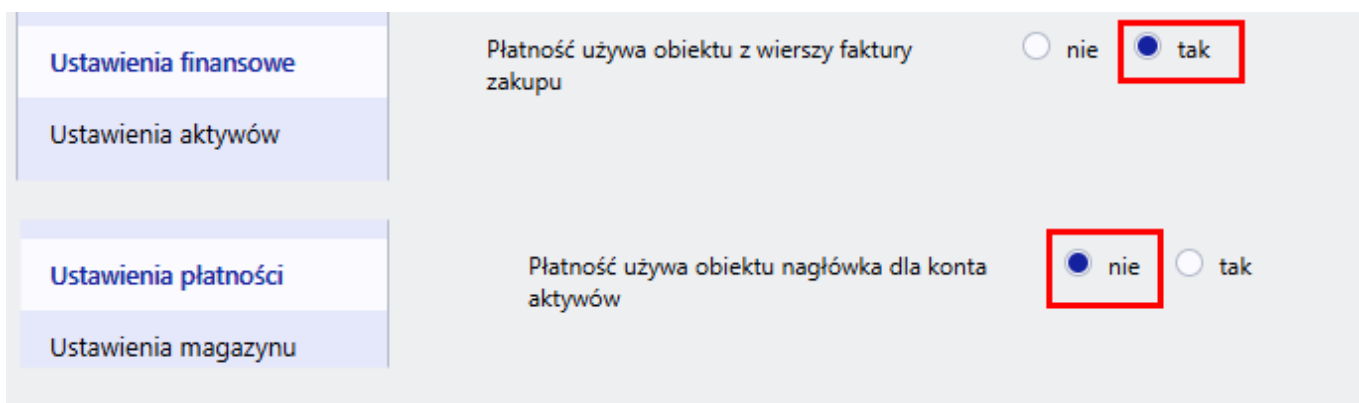 Ustawienia finansowe
Płatność używa obiektu z wierszy faktury
zakupu
nie tak
Ustawienia aktywów
Ustawienia płatności
Płatność używa obiektu nagłówka dla konta
aktywów
nie tak
Ustawienia magazynu